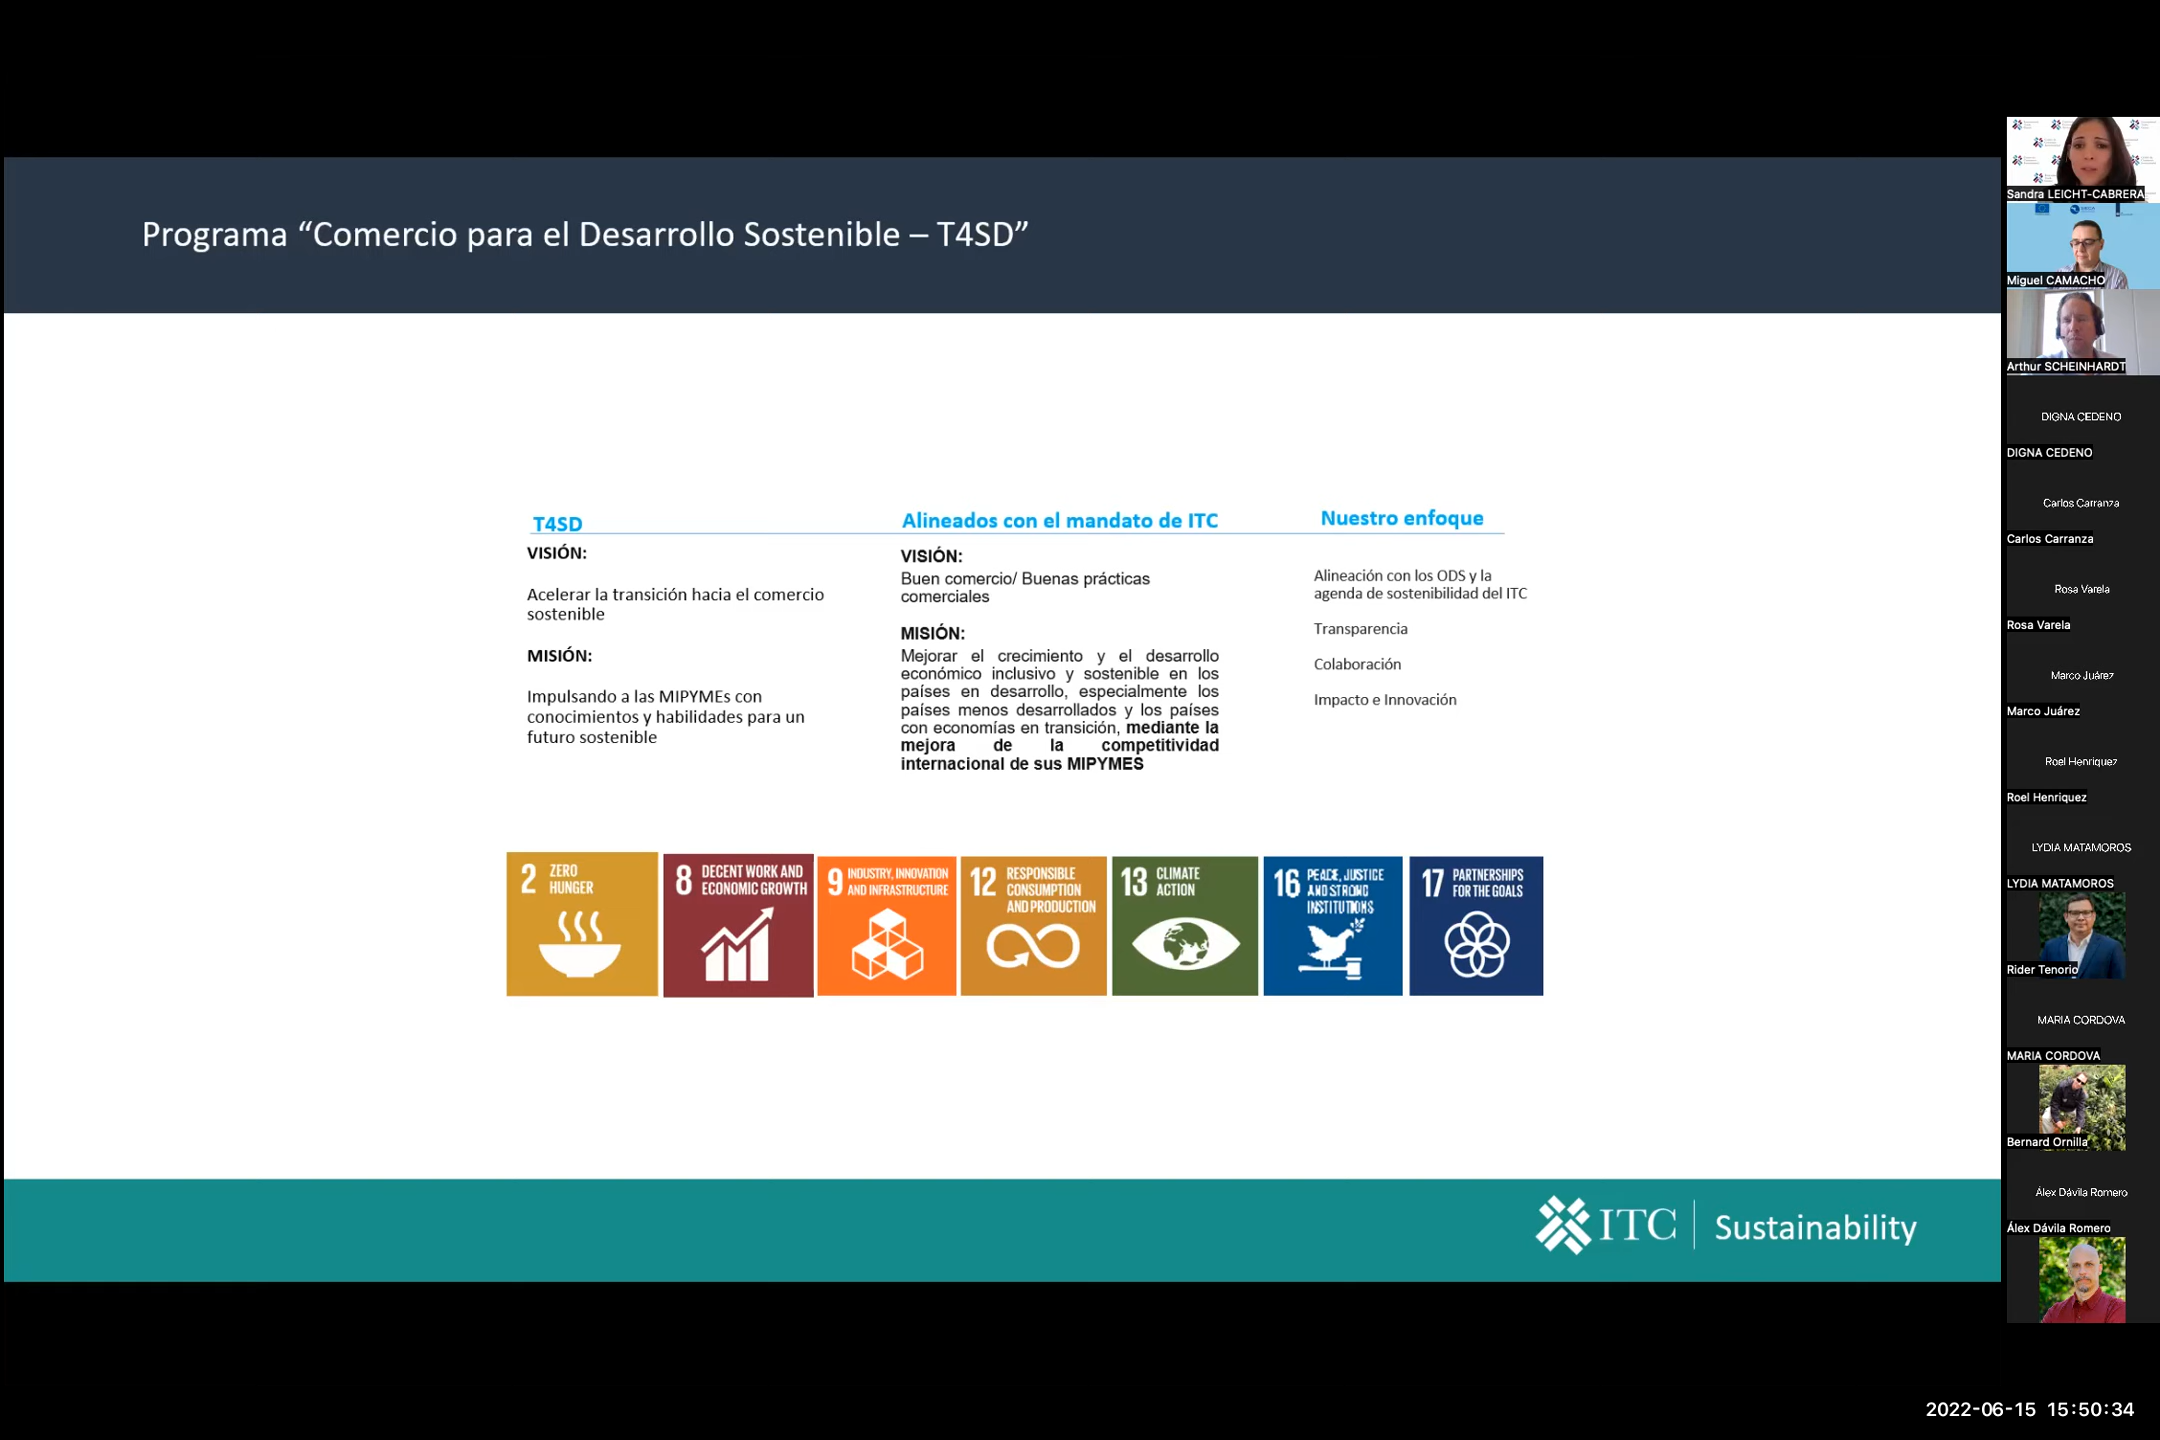 Programa “Comercio para el Desarrollo Sostenible – T4SD”
T4SD
VISIÓN:
Acelerar la transición hacia el comercio
sostenible
MISIÓN:
Impulsando a las MIPYMEs con
conocimientos y habilidades para un
futuro sostenible
Alineados con el mandato de ITC
VISIÓN:
Buen comercio/ Buenas prácticas
comerciales
MISIÓN:
Mejorar el crecimiento y el desarrollo
económico inclusivo y sostenible en los
países en desarrollo, especialmente los
países menos desarrollados y los países
con economías en transición, mediante la
mejora de la competitividad
internacional de sus MIPYMES
Nuestro enfoque
Alineación con los ODS y la
agenda de sostenibilidad del ITC
Transparencia
Colaboración
Impacto e Innovación
2 ZERO
HUNGER
8 DECENT WORK AND
ECONOMIC GROWTH
9 INDUSTRY, INNOVATION
AND INFRASTRUCTURE
12 RESPONSIBLE
CONSUMPTION
AND PRODUCTION
13 CLIMATE
ACTION
16 PEACE, JUSTICE
AND STRONG
INSTITUTIONS
17 PARTNERSHIPS
FOR THE GOALS
ITC | Sustainability
Sandra LEICHT-CABRERA
Miguel CAMACHO
Arthur SCHEINHARDT
DIGNA CEDENO
DIGNA CEDENO
Carlos Carranza
Carlos Carranza
Rosa Varela
Rosa Varela
Marco Juárez
Marco Juárez
Roel Henriquez
Roel Henriquez
LYDIA MATAMOROS
LYDIA MATAMOROS
Rider Tenorio
MARIA CORDOVA
MARIA CORDOVA
Bernard Ornilla
Álex Dávila Romero
Álex Dávila Romero
2022-06-15 15:50:34